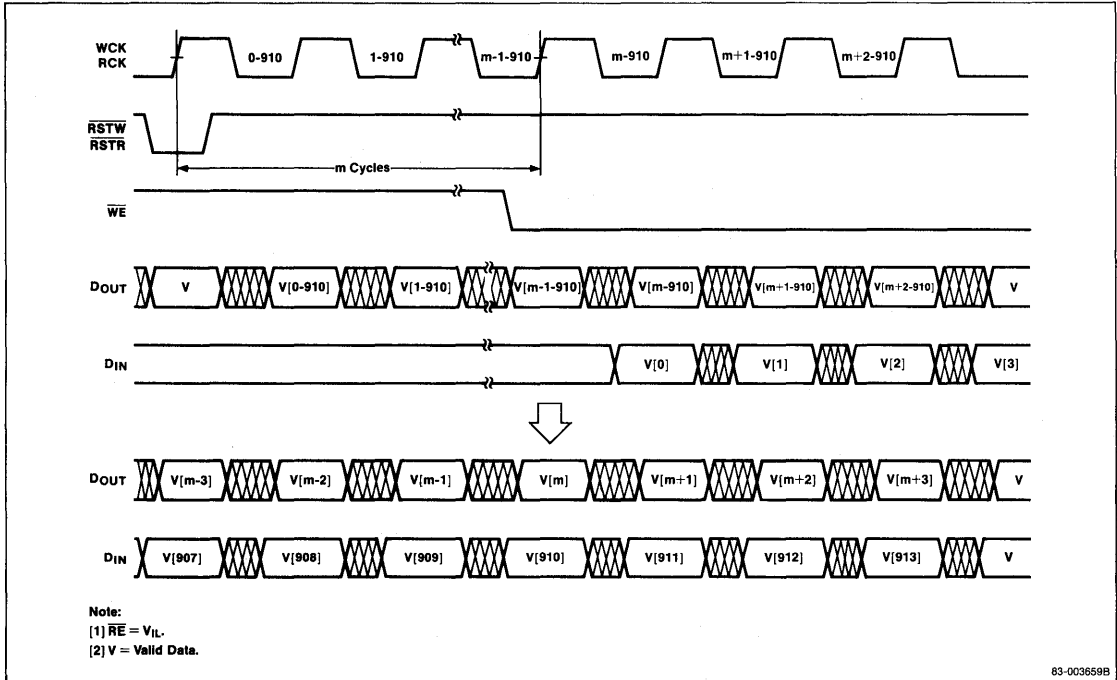 WCK
RCK
0-910 1-910 m-1-910 m-910 m+1-910 m+2-910
RSTW
RSTR
m Cycles
WE
DOUT V V[0-910] V[1-910] V[m-1-910] V[m-910] V[m+1-910] V[m+2-910] V
DIN V[0] V[1] V[2] V[3]
DOUT V[m-3] V[m-2] V[m-1] V[m] V[m+1] V[m+2] V[m+3] V
DIN V[907] V[908] V[909] V[910] V[911] V[912] V[913] V
Note:
[1] RE = VIL.
[2] V = Valid Data.
83-003659B